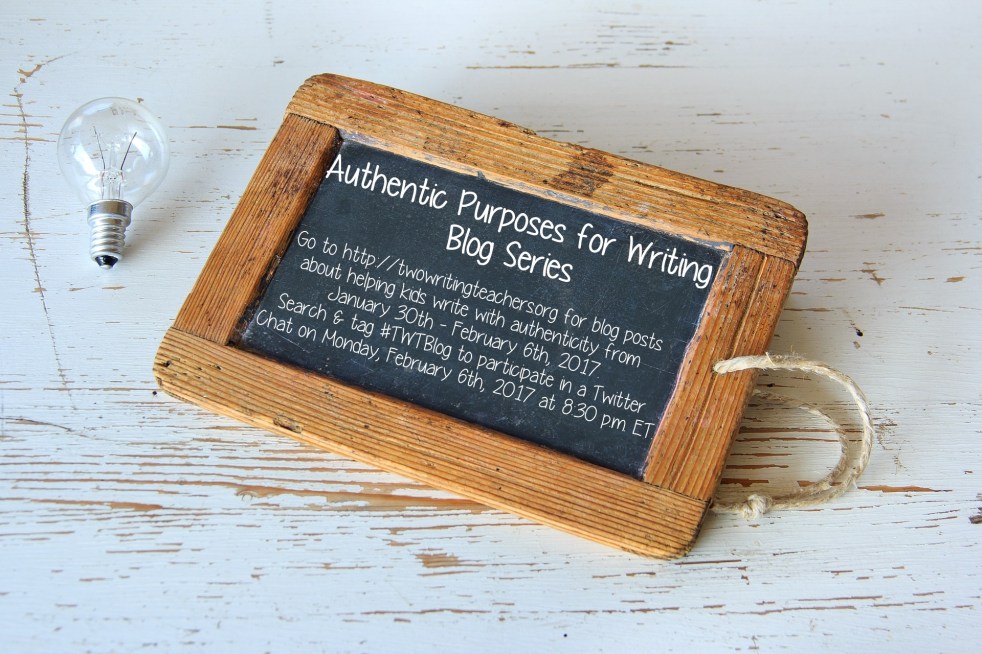 Authentic Purposes for Writing
Blog Series
Go to http://twowritingteachers.org for blog posts
about helping kids write with authenticity from
January 30th - February 6th, 2017
Search & tag #TWTBlog to participate in a Twitter
Chat on Monday, February 6th, 2017 at 8:30 p.m. ET